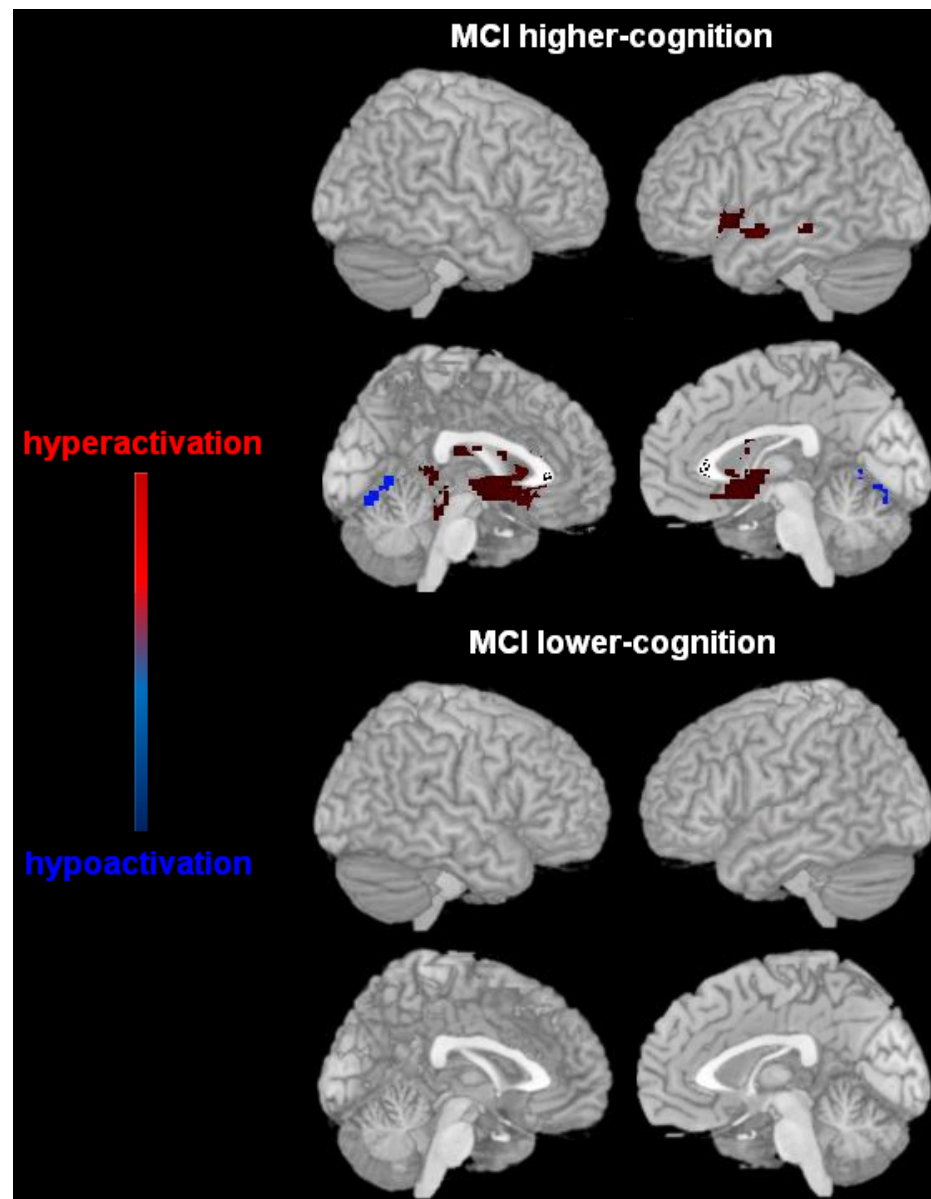 MCI higher-cognition
hyperactivation
MCI lower-cognition
hypoactivation